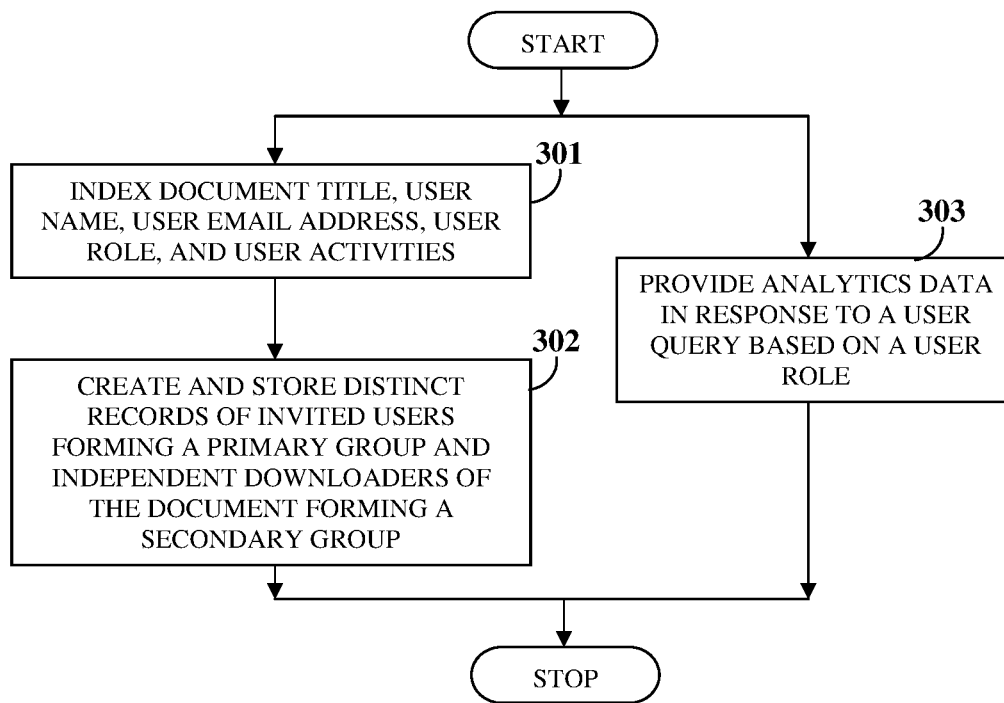 START
301
INDEX DOCUMENT TITLE, USER
NAME, USER EMAIL ADDRESS, USER
ROLE, AND USER ACTIVITIES
303
PROVIDE ANALYTICS DATA
IN RESPONSE TO A USER
QUERY BASED ON A USER
ROLE
302
CREATE AND STORE DISTINCT
RECORDS OF INVITED USERS
FORMING A PRIMARY GROUP AND
INDEPENDENT DOWNLOADERS OF
THE DOCUMENT FORMING A
SECONDARY GROUP
STOP